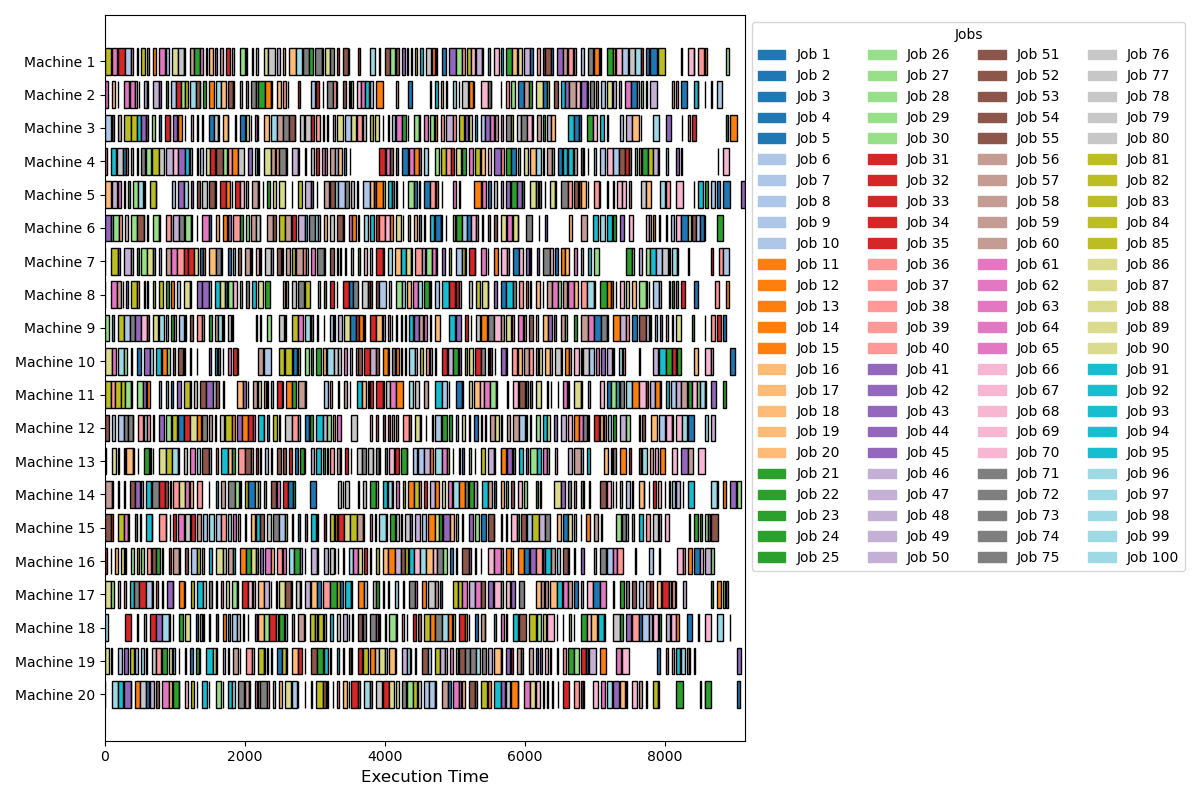 Jobs
Machine 1
Machine 2
Machine 3
Machine 4
Machine 5
Machine 6
Machine 7
Machine 8
Machine 9
Machine 10
Machine 11
Machine 12
Machine 13
Machine 14
Machine 15
Machine 16
Machine 17
Machine 18
Machine 19
Machine 20
0 2000 4000 6000 8000
Execution Time
Job 1 Job 26 Job 51 Job 76
Job 2 Job 27 Job 52 Job 77
Job 3 Job 28 Job 53 Job 78
Job 4 Job 29 Job 54 Job 79
Job 5 Job 30 Job 55 Job 80
Job 6 Job 31 Job 56 Job 81
Job 7 Job 32 Job 57 Job 82
Job 8 Job 33 Job 58 Job 83
Job 9 Job 34 Job 59 Job 84
Job 10 Job 35 Job 60 Job 85
Job 11 Job 36 Job 61 Job 86
Job 12 Job 37 Job 62 Job 87
Job 13 Job 38 Job 63 Job 88
Job 14 Job 39 Job 64 Job 89
Job 15 Job 40 Job 65 Job 90
Job 16 Job 41 Job 66 Job 91
Job 17 Job 42 Job 67 Job 92
Job 18 Job 43 Job 68 Job 93
Job 19 Job 44 Job 69 Job 94
Job 20 Job 45 Job 70 Job 95
Job 21 Job 46 Job 71 Job 96
Job 22 Job 47 Job 72 Job 97
Job 23 Job 48 Job 73 Job 98
Job 24 Job 49 Job 74 Job 99
Job 25 Job 50 Job 75 Job 100